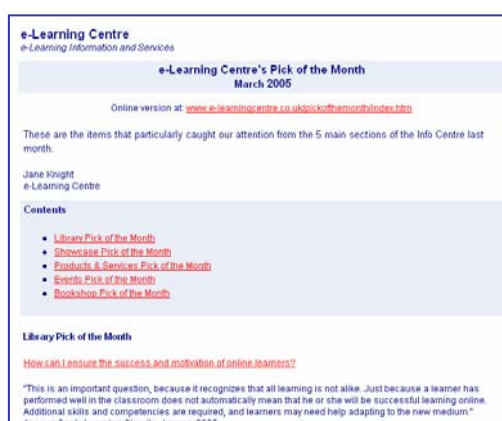 e-Learning Centre
e-Learning Information and Services
e-Learning Centre's Pick of the Month
March 2005
Online version at: www.e-learningcentre.co.uk/pickofthemonth/index.htm
These are the items that particularly caught our attention from the 5 main sections of the Info Centre last
month.
Jane Knight
e-Learning Centre
Contents
Library Pick of the Month
Showcase Pick of the Month
Products & Services Pick of the Month
Events Pick of the Month
Bookshop Pick of the Month
Library Pick of the Month
How can I ensure the success and motivation of online learners?
"This is an important question, because it recognizes that all learning is not alike. Just because a learner has
performed well in the classroom does not automatically mean that he or she will be successful learning online.
Additional skills and competencies are required, and learners may need help adapting to the new medium."